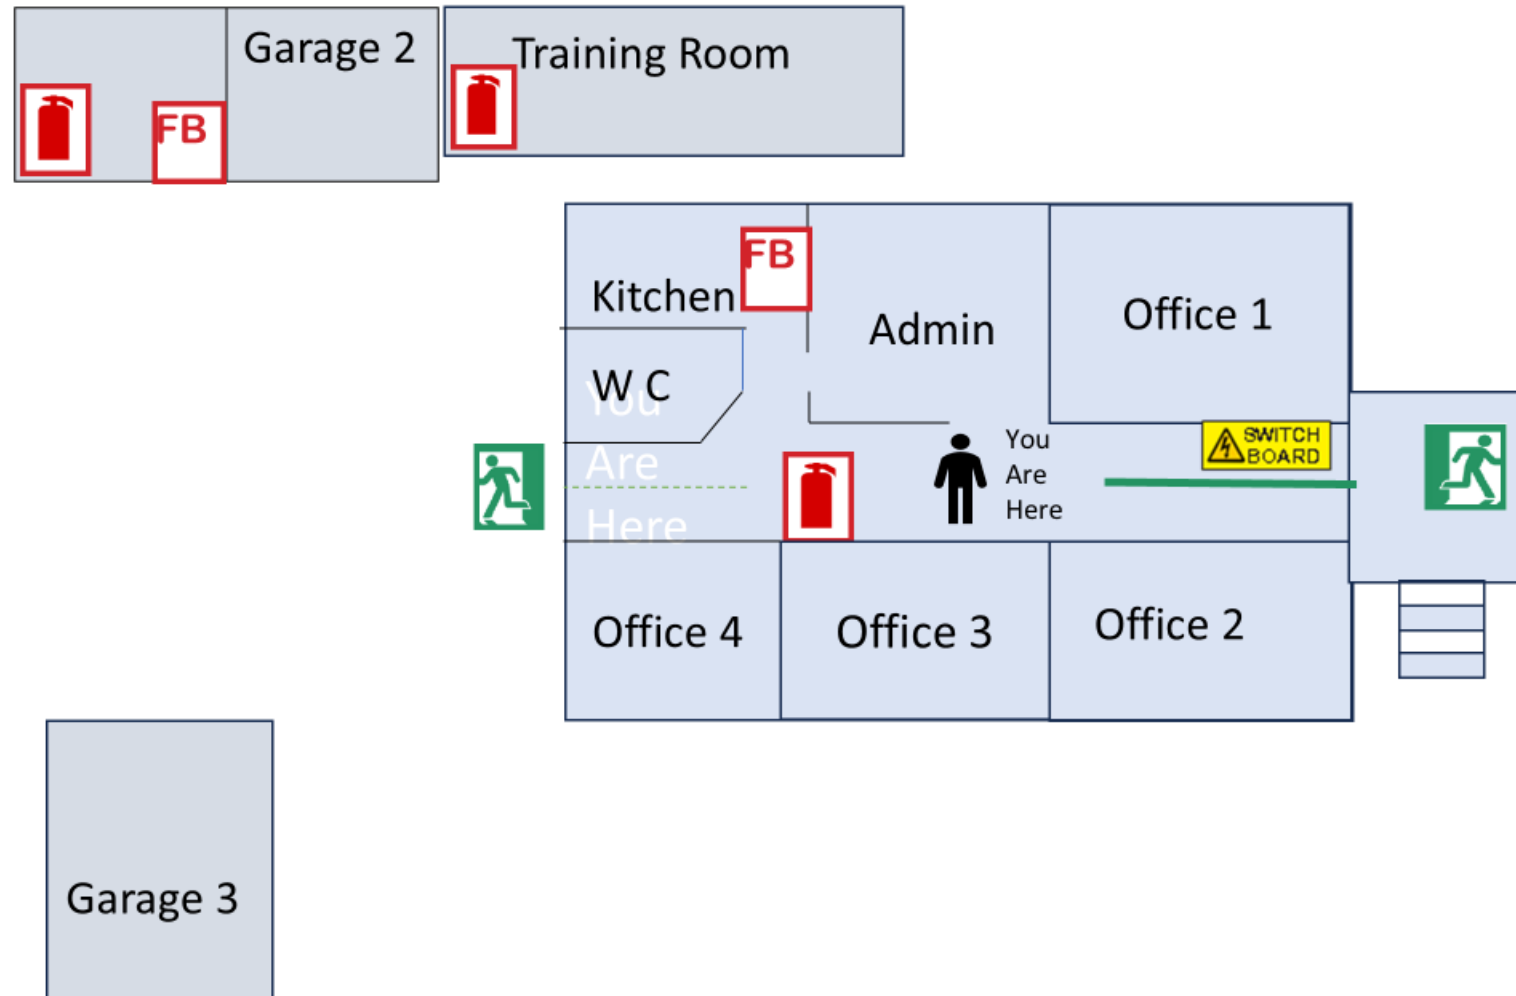 Garage 2
Training Room
FB
FB
Kitchen
Admin
Office 1
W C
You
Are
Here
You
Are
Here
SWITCH
BOARD
Office 4
Office 3
Office 2
Garage 3